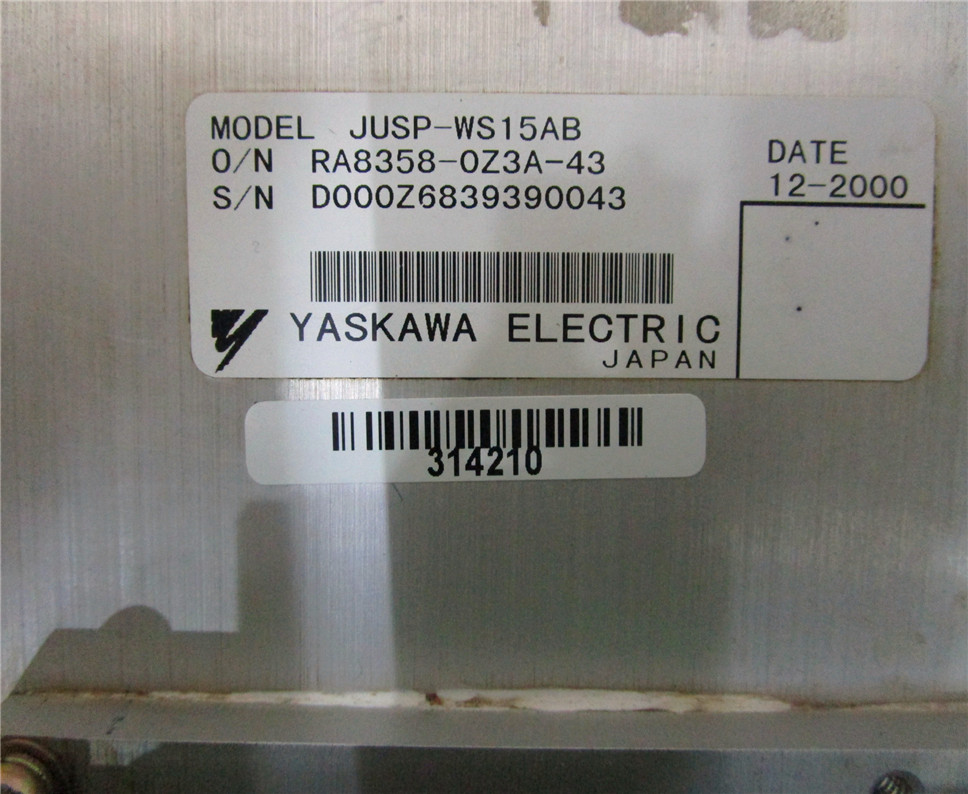 MODEL JUSP-WS15AB
O/N RA8358-0Z3A-43
S/N D000Z6839390043
DATE
12-2000
YASKAWA ELECTRIC
JAPAN
314210